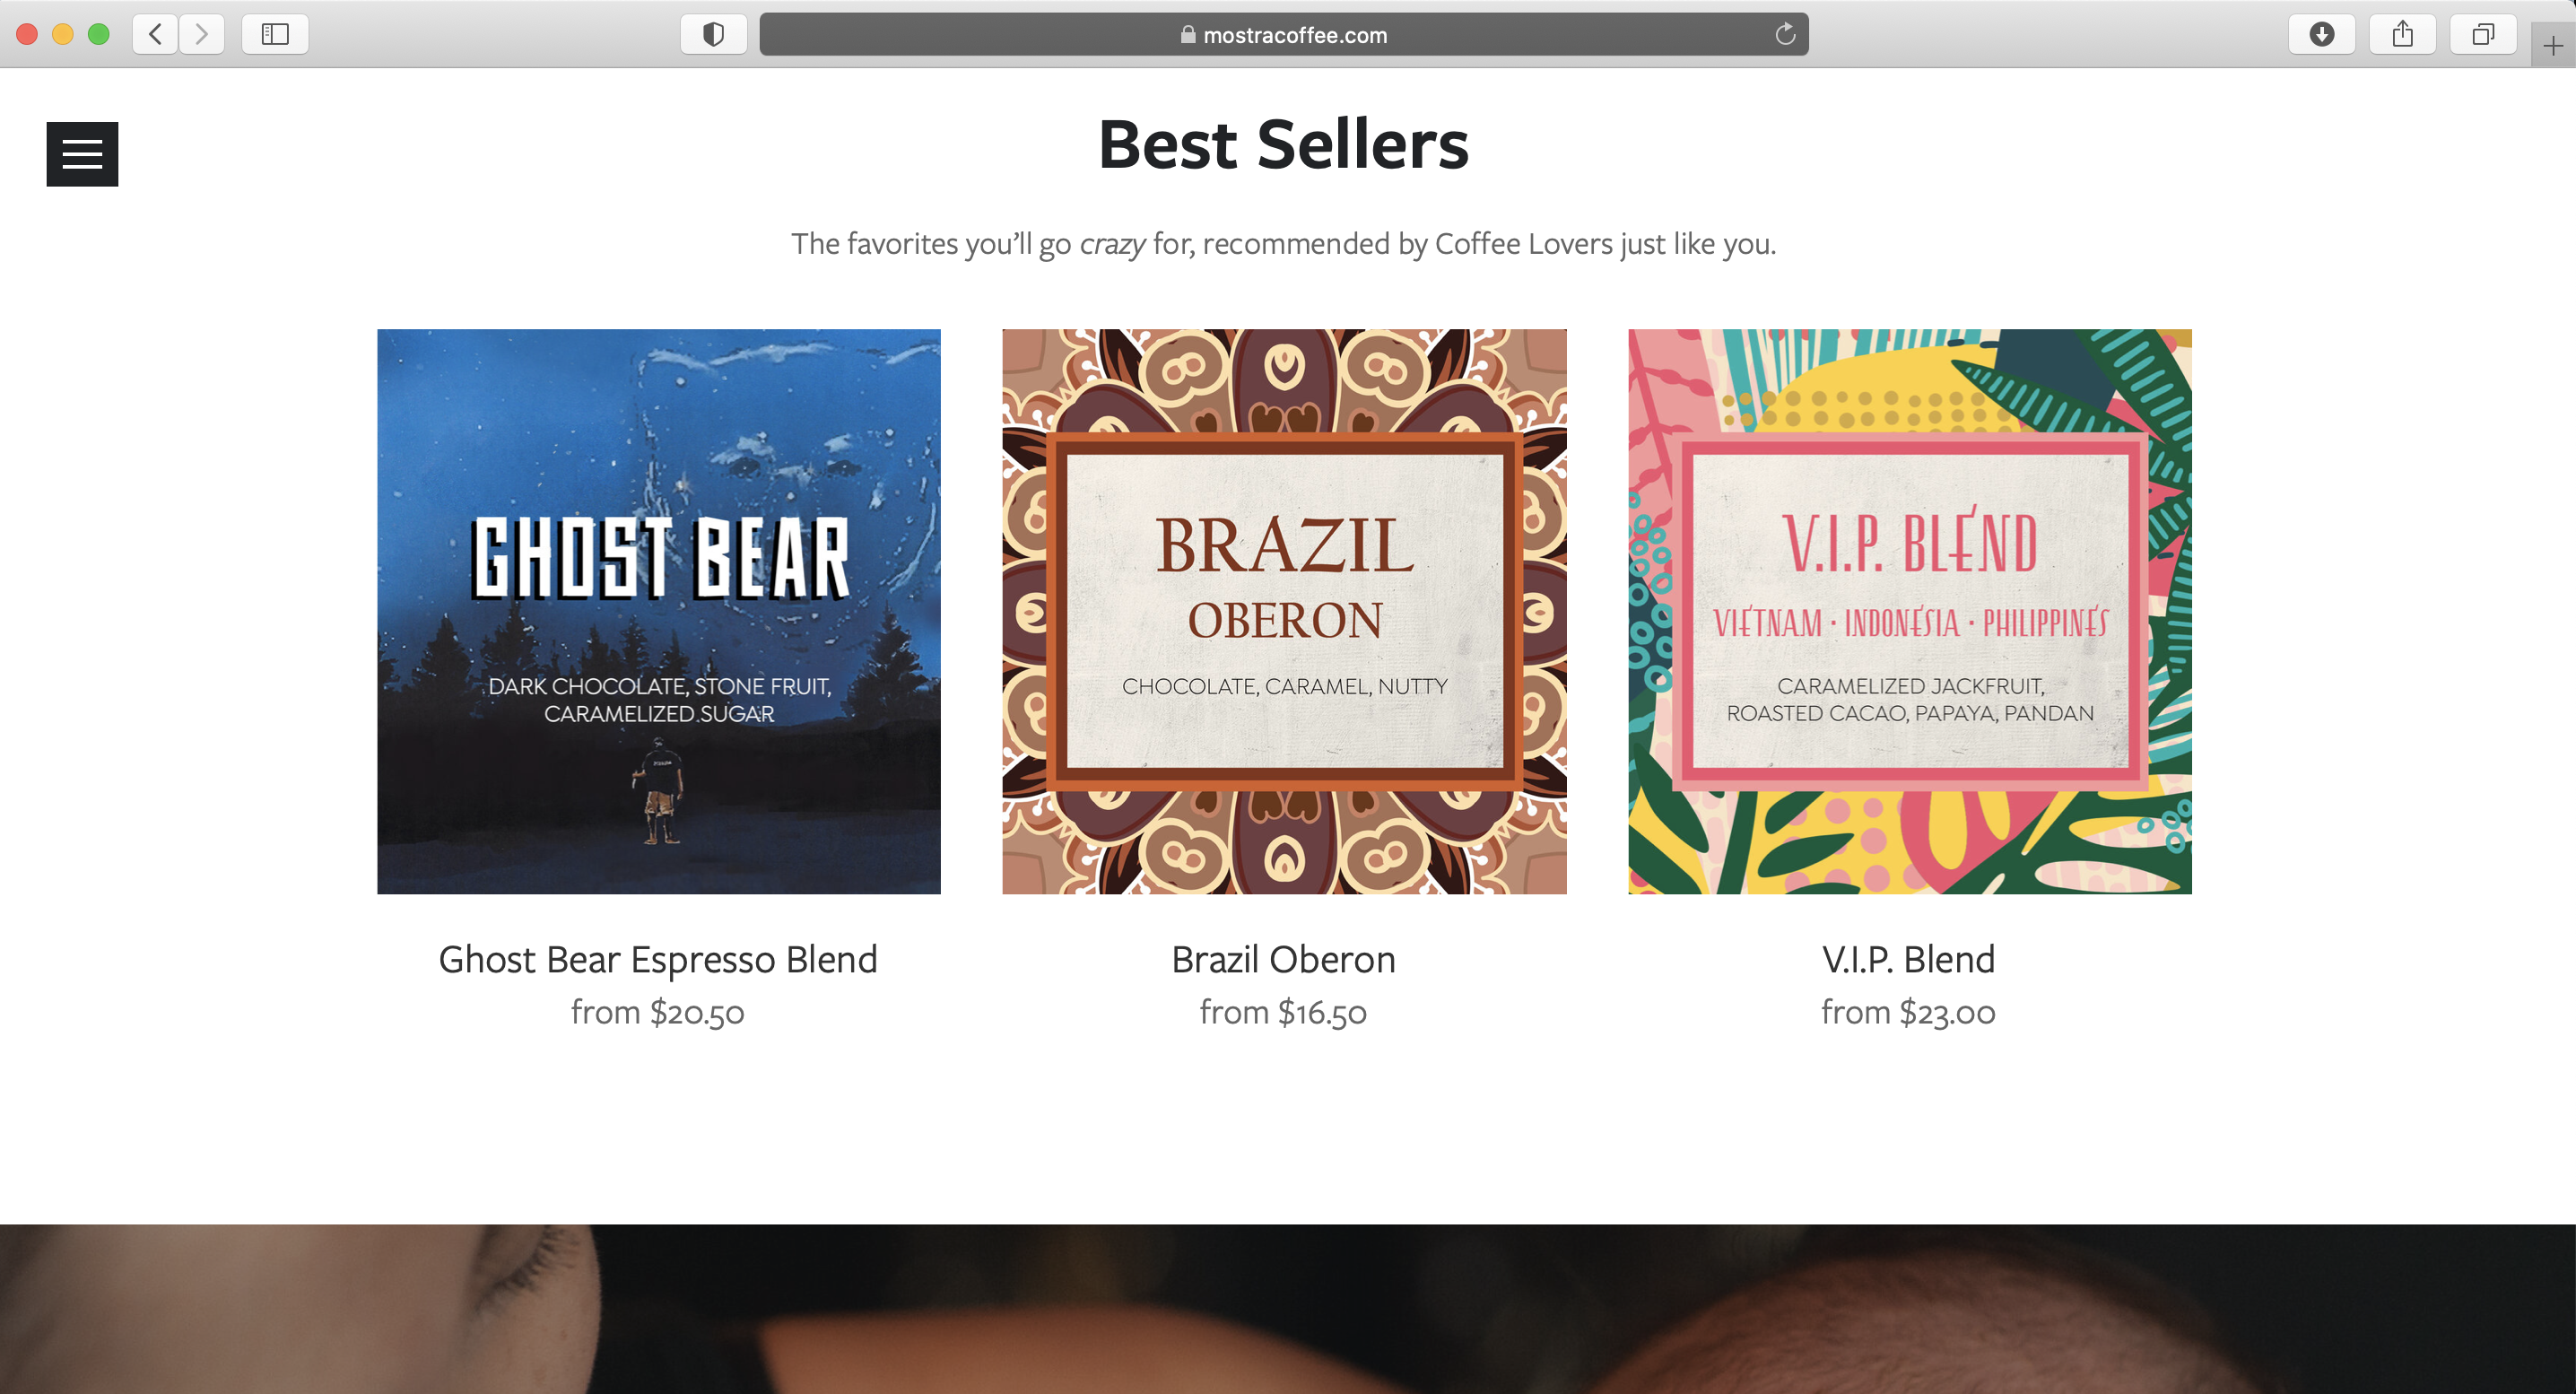 mostracoffee.com
Best Sellers
The favorites you’ll go crazy for, recommended by Coffee Lovers just like you.
GHOST BEAR
DARK CHOCOLATE, STONE FRUIT,
CARAMELIZED SUGAR
BRAZIL
OBERON
CHOCOLATE, CARAMEL, NUTTY
V.I.P. BLEND
VIETNAM · INDONESIA · PHILIPPINES
CARAMELIZED JACKFRUIT,
ROASTED CACAO, PAPAYA, PANDAN
Ghost Bear Espresso Blend
from $20.50
Brazil Oberon
from $16.50
V.I.P. Blend
from $23.00